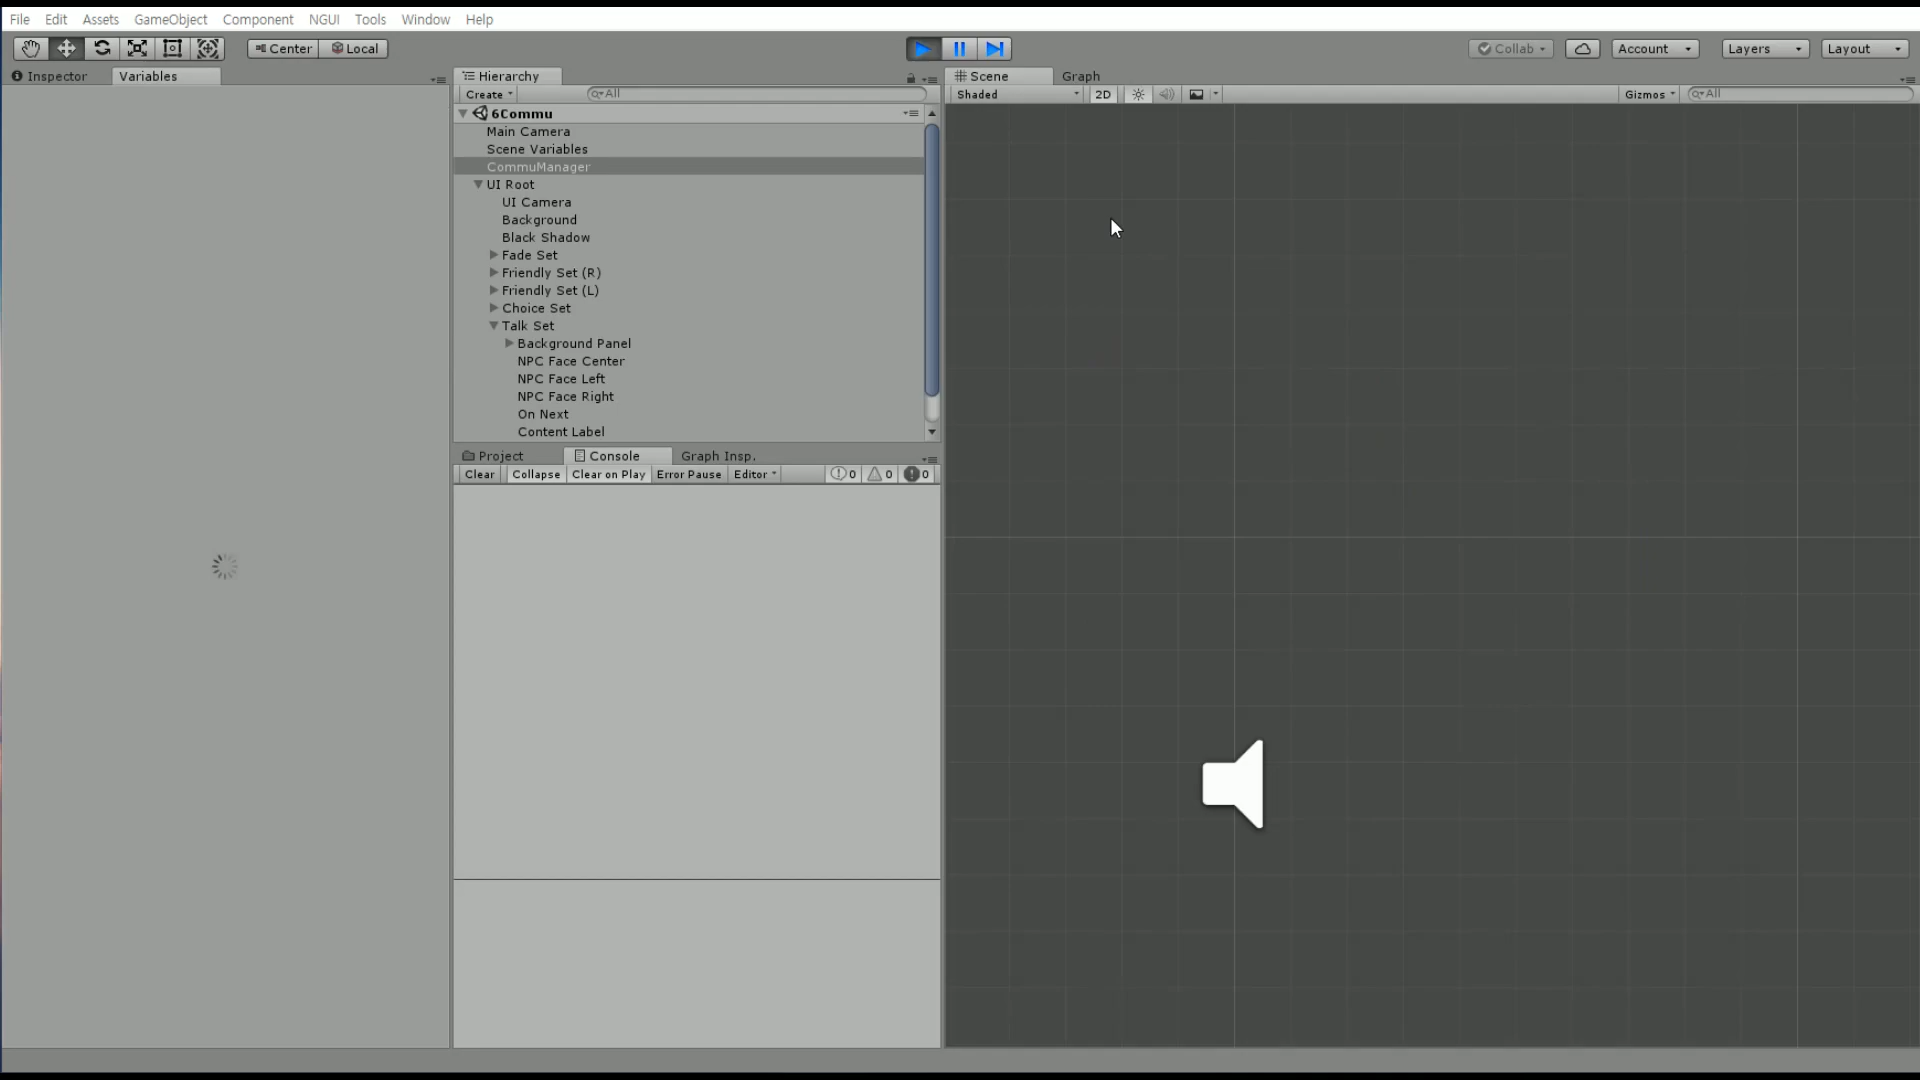 File Edit Assets GameObject Component NGUI Tools Window Help
Center Local Collab Account Layers Layout
Inspector Variables
Hierarchy
Create All
6Commu
Main Camera
Scene Variables
CommuManager
UI Root
UI Camera
Background
Black Shadow
Fade Set
Friendly Set (R)
Friendly Set (L)
Choice Set
Talk Set
Background Panel
NPC Face Center
NPC Face Left
NPC Face Right
On Next
Content Label
Project Console Graph Insp.
Clear Collapse Clear on Play Error Pause Editor 0 0 0
Scene Graph
Shaded 2D Gizmos All